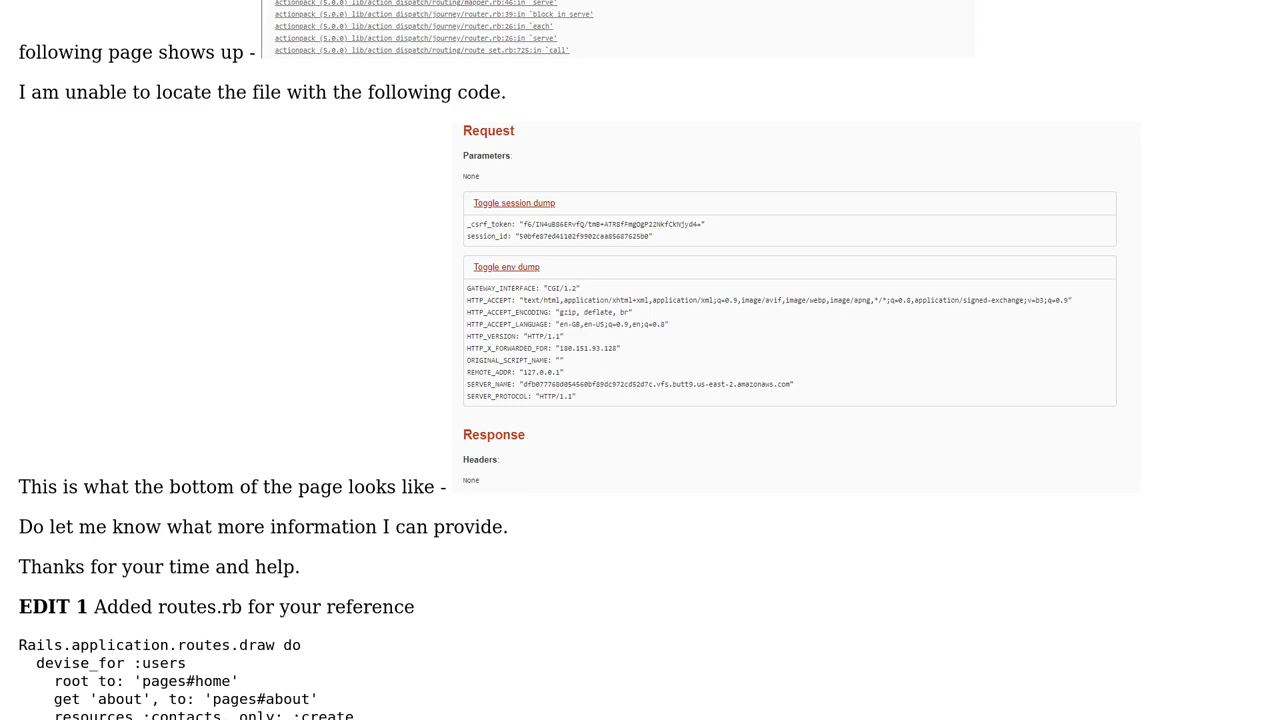 actionpack (5.0.0) lib/action_dispatch/routing/mapper.rb:46:in `serve'
actionpack (5.0.0) lib/action_dispatch/journey/router.rb:39:in `block in serve'
actionpack (5.0.0) lib/action_dispatch/journey/router.rb:26:in `each'
actionpack (5.0.0) lib/action_dispatch/journey/router.rb:26:in `serve'
actionpack (5.0.0) lib/action_dispatch/routing/route_set.rb:725:in `call'
following page shows up -
I am unable to locate the file with the following code.
Request
Parameters:
None
Toggle session dump
_csrf_token: "f6/IN4uB86ERvfQ/tmB+ATR8fFmgOgP22NkfCkNjyd4="
session_id: "50bfe87ed41102f9902caa85687625b0"
Toggle env dump
GATEWAY_INTERFACE: "CGI/1.2"
HTTP_ACCEPT: "text/html,application/xhtml+xml,application/xml;q=0.9,image/avif,image/webp,image/apng,*/*;q=0.8,application/signed-exchange;v=b3;q=0.9"
HTTP_ACCEPT_ENCODING: "gzip, deflate, br"
HTTP_ACCEPT_LANGUAGE: "en-GB,en-US;q=0.9,en;q=0.8"
HTTP_VERSION: "HTTP/1.1"
HTTP_X_FORWARDED_FOR: "180.151.93.128"
ORIGINAL_SCRIPT_NAME: ""
REMOTE_ADDR: "127.0.0.1"
SERVER_NAME: "dfb077768d054560bf89dc972cd52d7c.vfs.butt9.us-east-2.amazonaws.com"
SERVER_PROTOCOL: "HTTP/1.1"
Response
Headers:
None
This is what the bottom of the page looks like -
Do let me know what more information I can provide.
Thanks for your time and help.
EDIT 1 Added routes.rb for your reference
Rails.application.routes.draw do
devise_for :users
root to: 'pages#home'
get 'about', to: 'pages#about'
resources :contacts, only: :create